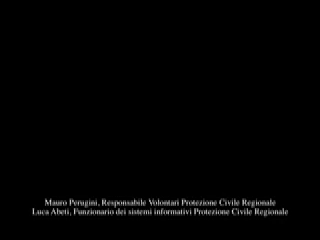 Mauro Perugini, Responsabile Volontari Protezione Civile Regionale
Luca Abeti, Funzionario dei sistemi informativi Protezione Civile Regionale